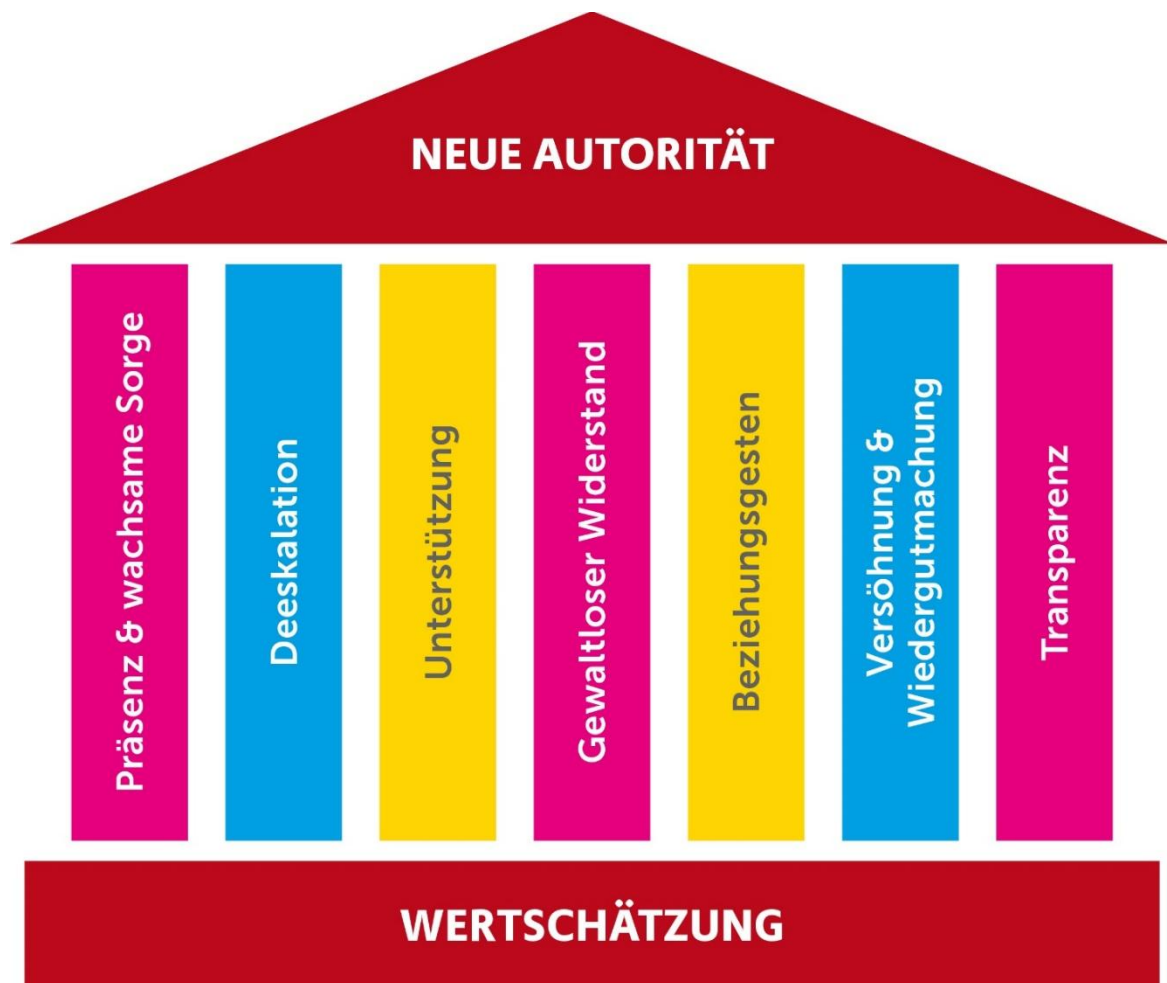 NEUE AUTORITÄT
Präsenz & wachsame Sorge
Deeskalation
Unterstützung
Gewaltloser Widerstand
Beziehungsgesten
Versöhnung &
Wiedergutmachung
Transparenz
WERTSCHÄTZUNG